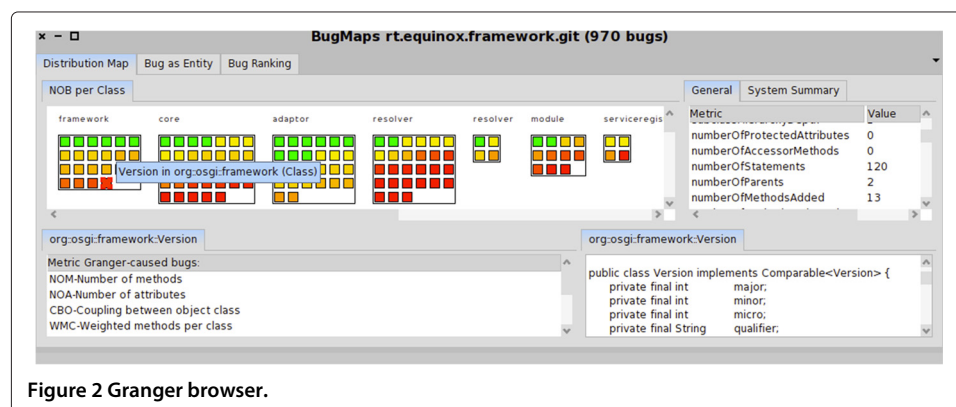 BugMaps rt.equinox.framework.git (970 bugs)
Distribution Map Bug as Entity Bug Ranking
NOB per Class
framework core adaptor resolver resolver module serviceregis
Version in org::osgi::framework (Class)
General System Summary
Metric Value
numberOfProtectedAttributes 0
numberOfAccessorMethods 0
numberOfStatements 120
numberOfParents 2
numberOfMethodsAdded 13
org::osgi::framework::Version
Metric Granger-caused bugs:
NOM-Number of methods
NOA-Number of attributes
CBO-Coupling between object class
WMC-Weighted methods per class
org::osgi::framework::Version
public class Version implements Comparable<Version> {
private final int major;
private final int minor;
private final int micro;
private final String qualifier;
Figure 2 Granger browser.